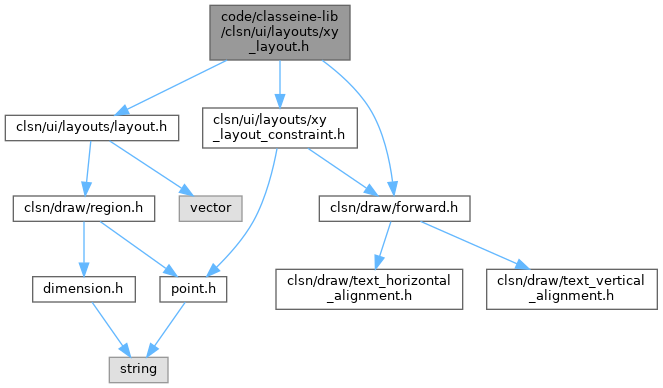 code/classeine-lib
/clsn/ui/layouts/xy
_layout.h
clsn/ui/layouts/layout.h
clsn/ui/layouts/xy
_layout_constraint.h
clsn/draw/region.h
vector
clsn/draw/forward.h
dimension.h
point.h
clsn/draw/text_horizontal
_alignment.h
clsn/draw/text_vertical
_alignment.h
string